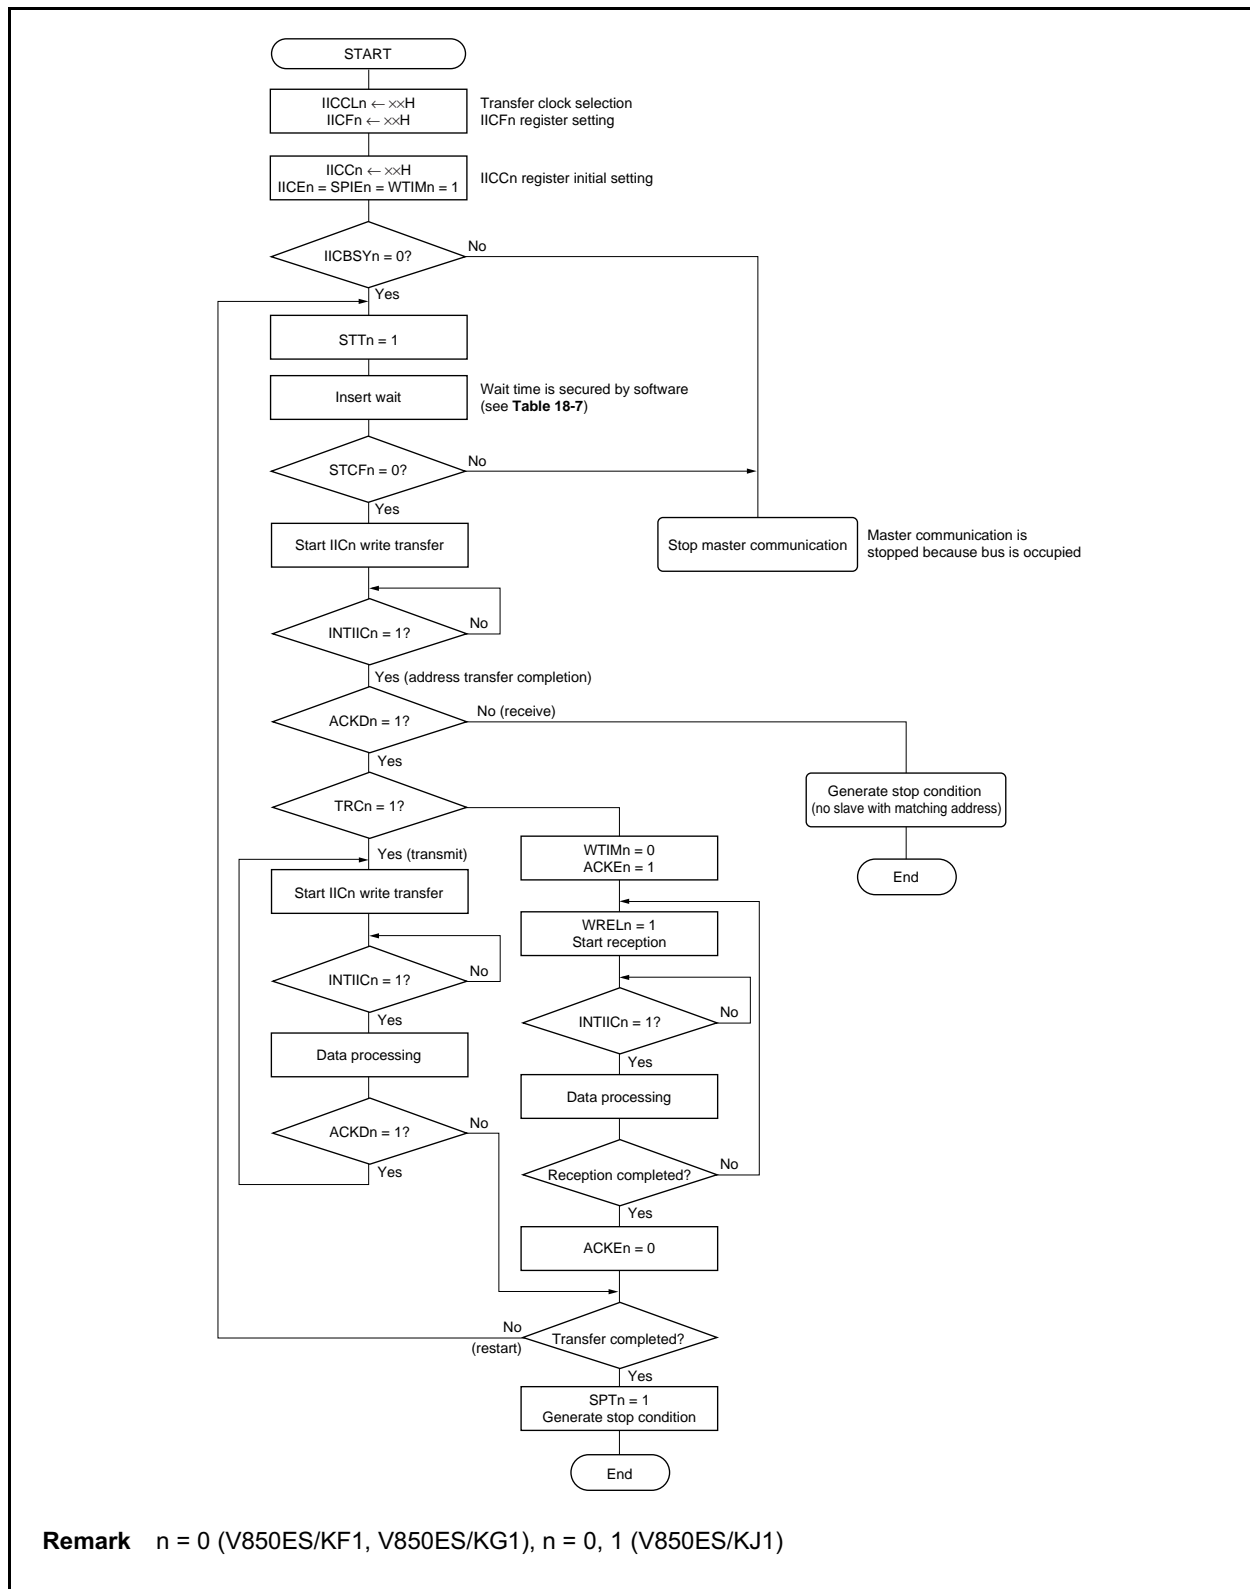 START
IICCLn ← ××H
IICFn ← ××H
Transfer clock selection
IICFn register setting
IICCn ← ××H
IICEn = SPIEn = WTIMn = 1
IICCn register initial setting
IICBSYn = 0?
No
Yes
STTn = 1
Insert wait
Wait time is secured by software
(see Table 18-7)
STCFn = 0?
No
Yes
Start IICn write transfer
Stop master communication
Master communication is
stopped because bus is occupied
INTIICn = 1?
No
Yes (address transfer completion)
ACKDn = 1?
No (receive)
Yes
TRCn = 1?
Generate stop condition
(no slave with matching address)
End
Yes (transmit)
WTIMn = 0
ACKEn = 1
Start IICn write transfer
WRELn = 1
Start reception
INTIICn = 1?
No
Yes
INTIICn = 1?
No
Yes
Data processing
Data processing
ACKDn = 1?
No
Yes
Reception completed?
No
Yes
ACKEn = 0
Transfer completed?
No
(restart)
Yes
SPTn = 1
Generate stop condition
End
Remark n = 0 (V850ES/KF1, V850ES/KG1), n = 0, 1 (V850ES/KJ1)